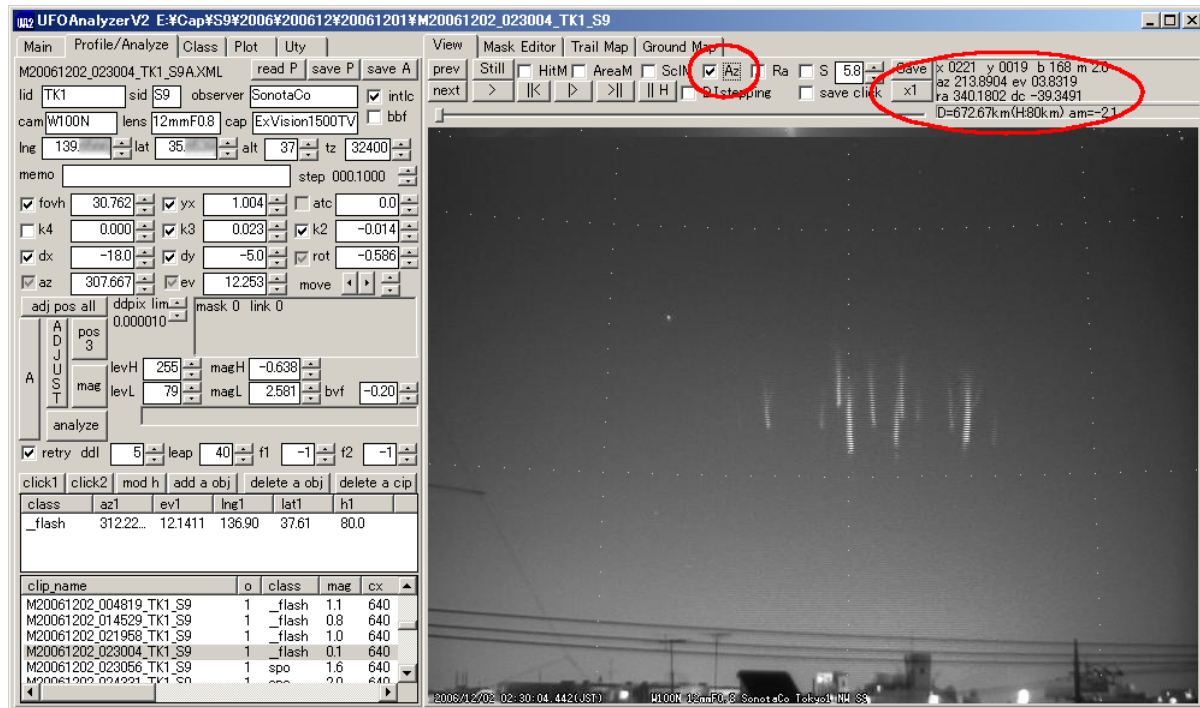 UFOAnalyzerV2 E:¥Cap¥S9¥2006¥200612¥20061201¥M20061202_023004_TK1_S9
Main Profile/Analyze Class Plot Uty
M20061202_023004_TK1_S9A.XML read P save P save A
lid TK1 sid S9 observer SonotaCo intlc
cam W100N lens 12mmF0.8 cap ExVision1500TV bbf
lng 139. lat 35. alt 37 tz 32400
memo step 000.1000
fovh 30.762 yx 1.004 atc 0.0
k4 0.000 k3 0.023 k2 -0.014
dx -18.0 dy -5.0 rot -0.586
az 307.667 ev 12.253 move
adj pos all ddpix lim mask 0 link 0
0.000010
A ADJUST pos 3
mag
levH 255 magH -0.638
levL 79 magL 2.581 bvf -0.20
analyze
retry ddl 5 leap 40 f1 -1 f2 -1
click1 click2 mod h add a obj delete a obj delete a cip
class az1 ev1 lng1 lat1 h1
_flash 312.22... 12.1411 136.90 37.61 80.0
clip_name o class mag cx
M20061202_004819_TK1_S9 1 _flash 1.1 640
M20061202_014529_TK1_S9 1 _flash 0.8 640
M20061202_021958_TK1_S9 1 _flash 1.0 640
M20061202_023004_TK1_S9 1 _flash 0.1 640
M20061202_023056_TK1_S9 1 spo 1.6 640
View Mask Editor Trail Map Ground Map
prev Still HitM AreaM SclM Az Ra S 5.8 Save
next > ||< |> >|| || H DIstepping save click x1
x 0221 y 0019 b 168 m 2.0
az 213.8904 ev 03.8319
ra 340.1802 dc -39.3491
D=672.67km(H:80km) am=-2.1
2006/12/02 02:30:04.442(JST) W100N 12mmF0.8 SonotaCo Tokyo1 NW S9